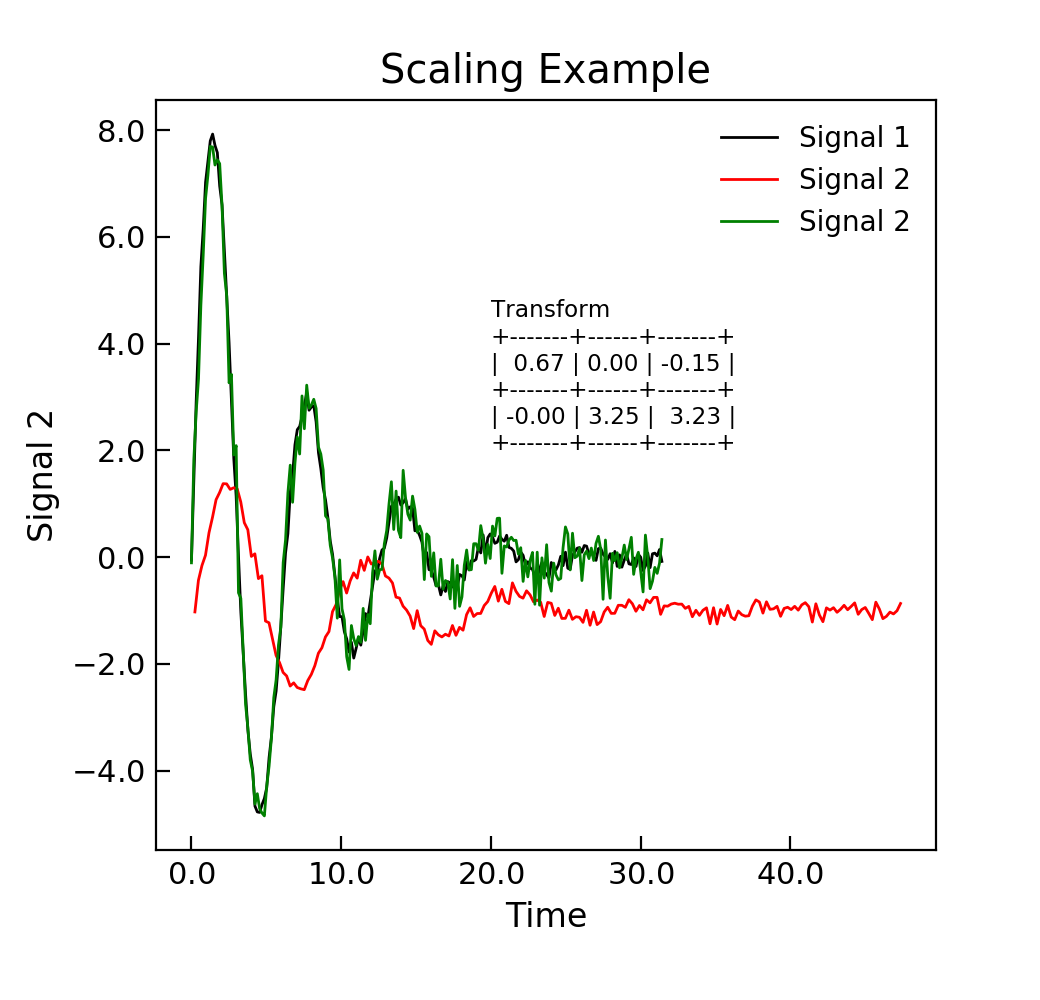 Scaling Example
8.0
6.0
4.0
2.0
0.0
−2.0
−4.0
Signal 2
Signal 1
Signal 2
Signal 2
Transform
+-------+------+-------+
|  0.67 | 0.00 | -0.15 |
+-------+------+-------+
| -0.00 | 3.25 |  3.23 |
+-------+------+-------+
0.0 10.0 20.0 30.0 40.0
Time